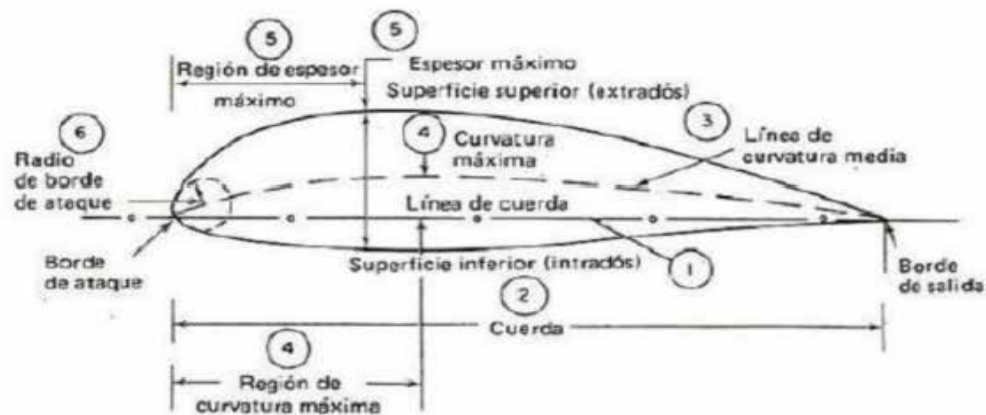 5
5
Región de espesor
máximo
Espesor máximo
Superficie superior (extradós)
6
Radio
de borde
de ataque
4
Curvatura
máxima
3
Línea de
curvatura media
Línea de cuerda
Borde
de ataque
Superficie inferior (intradós)
1
Borde
de salida
2
Cuerda
4
Región de
curvatura máxima